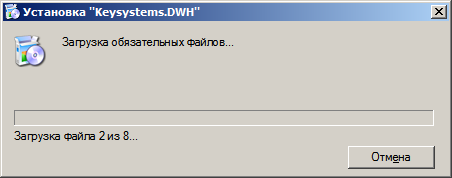 Установка "Keysystems.DWH"
Загрузка обязательных файлов...
Загрузка файла 2 из 8...
Отмена